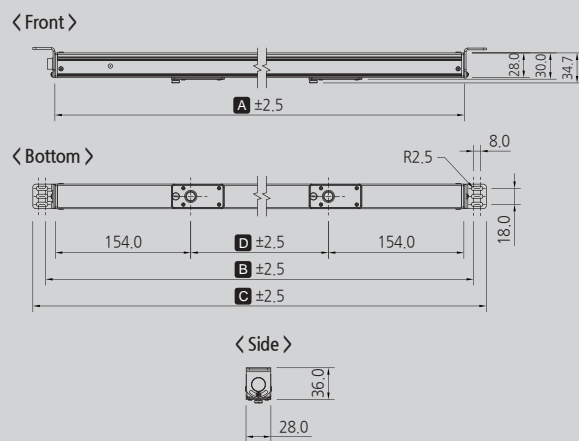 〈 Front 〉
28.0
30.0
34.7
A ±2.5
〈 Bottom 〉
R2.5
8.0
18.0
154.0
D ±2.5
154.0
B ±2.5
C ±2.5
〈 Side 〉
36.0
28.0